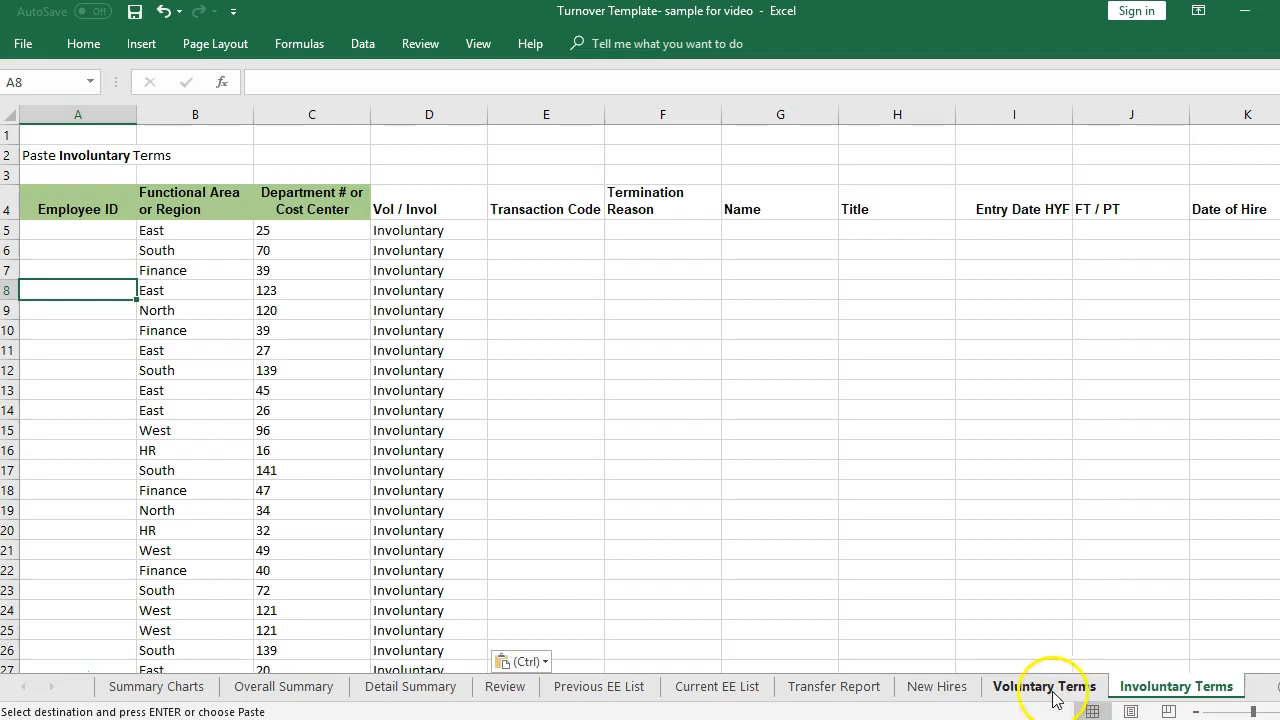 AutoSave Off Turnover Template- sample for video - Excel Sign in
File Home Insert Page Layout Formulas Data Review View Help Tell me what you want to do
A8 fx
A B C D E F G H I J K
1
2 Paste Involuntary Terms
3
Functional Area Department # or Termination
4 Employee ID or Region Cost Center Vol / Invol Transaction Code Reason Name Title Entry Date HYF FT / PT Date of Hire
5 East 25 Involuntary
6 South 70 Involuntary
7 Finance 39 Involuntary
8 East 123 Involuntary
9 North 120 Involuntary
10 Finance 39 Involuntary
11 East 27 Involuntary
12 South 139 Involuntary
13 East 45 Involuntary
14 East 26 Involuntary
15 West 96 Involuntary
16 HR 16 Involuntary
17 South 141 Involuntary
18 Finance 47 Involuntary
19 North 34 Involuntary
20 HR 32 Involuntary
21 West 49 Involuntary
22 Finance 40 Involuntary
23 South 72 Involuntary
24 West 121 Involuntary
25 West 121 Involuntary
26 South 139 Involuntary (Ctrl)
27 East 20 Involuntary
Summary Charts Overall Summary Detail Summary Review Previous EE List Current EE List Transfer Report New Hires Voluntary Terms Involuntary Terms
Select destination and press ENTER or choose Paste